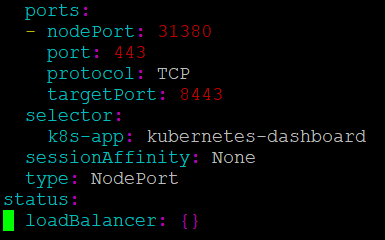 ports:
- nodePort: 31380
port: 443
protocol: TCP
targetPort: 8443
selector:
k8s-app: kubernetes-dashboard
sessionAffinity: None
type: NodePort
status:
loadBalancer: {}